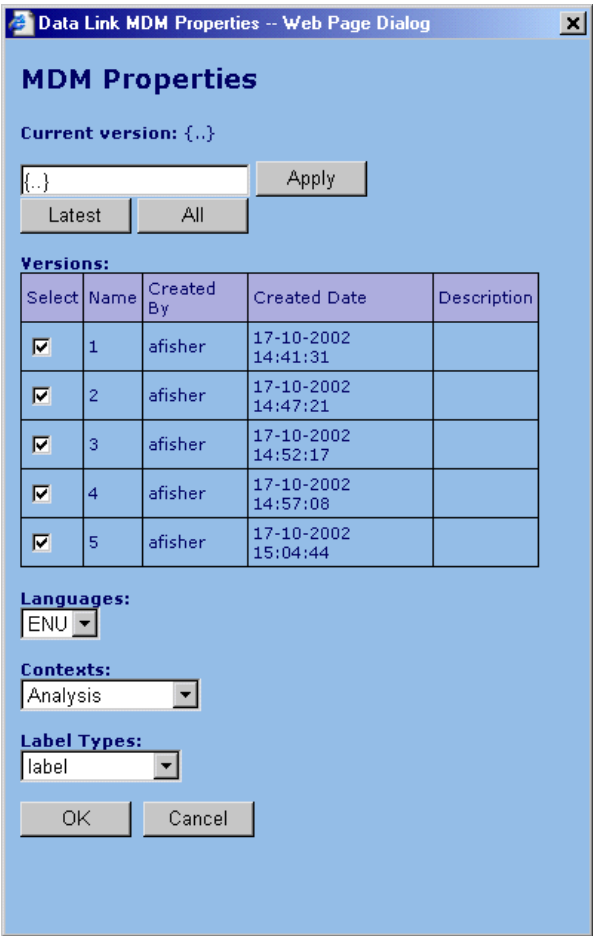 Data Link MDM Properties -- Web Page Dialog
MDM Properties
Current version: {..}
{..} Apply
Latest All
Versions:
Select Name Created By Created Date Description
1 afisher 17-10-2002 14:41:31
2 afisher 17-10-2002 14:47:21
3 afisher 17-10-2002 14:52:17
4 afisher 17-10-2002 14:57:08
5 afisher 17-10-2002 15:04:44
Languages:
ENU
Contexts:
Analysis
Label Types:
label
OK Cancel